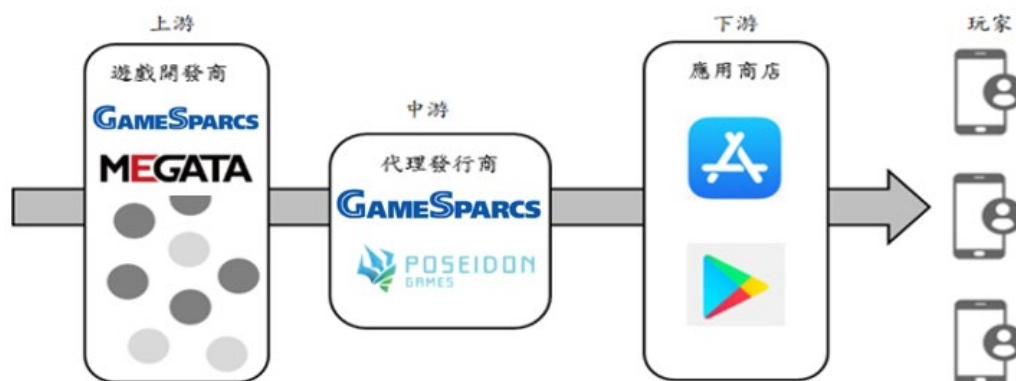 上游
遊戲開發商
GAMESPARCS
MEGATA
中游
代理發行商
GAMESPARCS
POSEIDON
GAMES
下游
應用商店
玩家